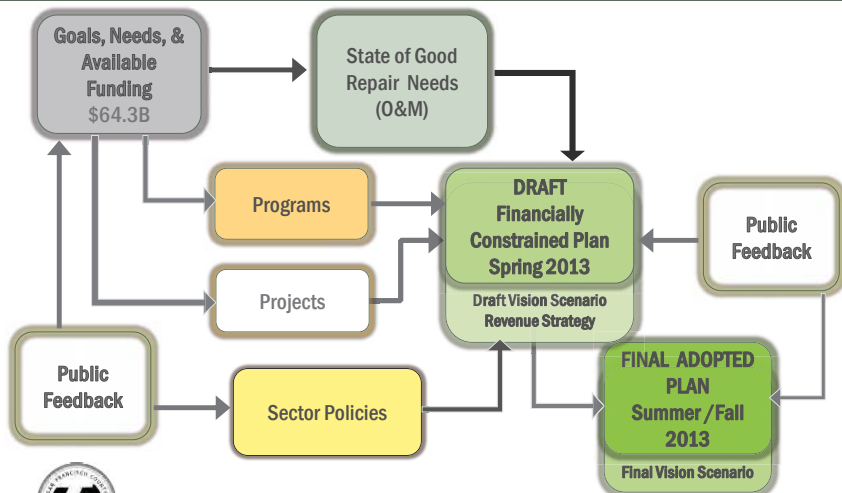 Goals, Needs, &
Available
Funding
$64.3B
State of Good
Repair Needs
(O&M)
Programs
DRAFT
Financially
Constrained Plan
Spring 2013
Draft Vision Scenario
Revenue Strategy
Public
Feedback
Projects
Public
Feedback
Sector Policies
FINAL ADOPTED
PLAN
Summer /Fall
2013
Final Vision Scenario
FRANCISCO COUNTY